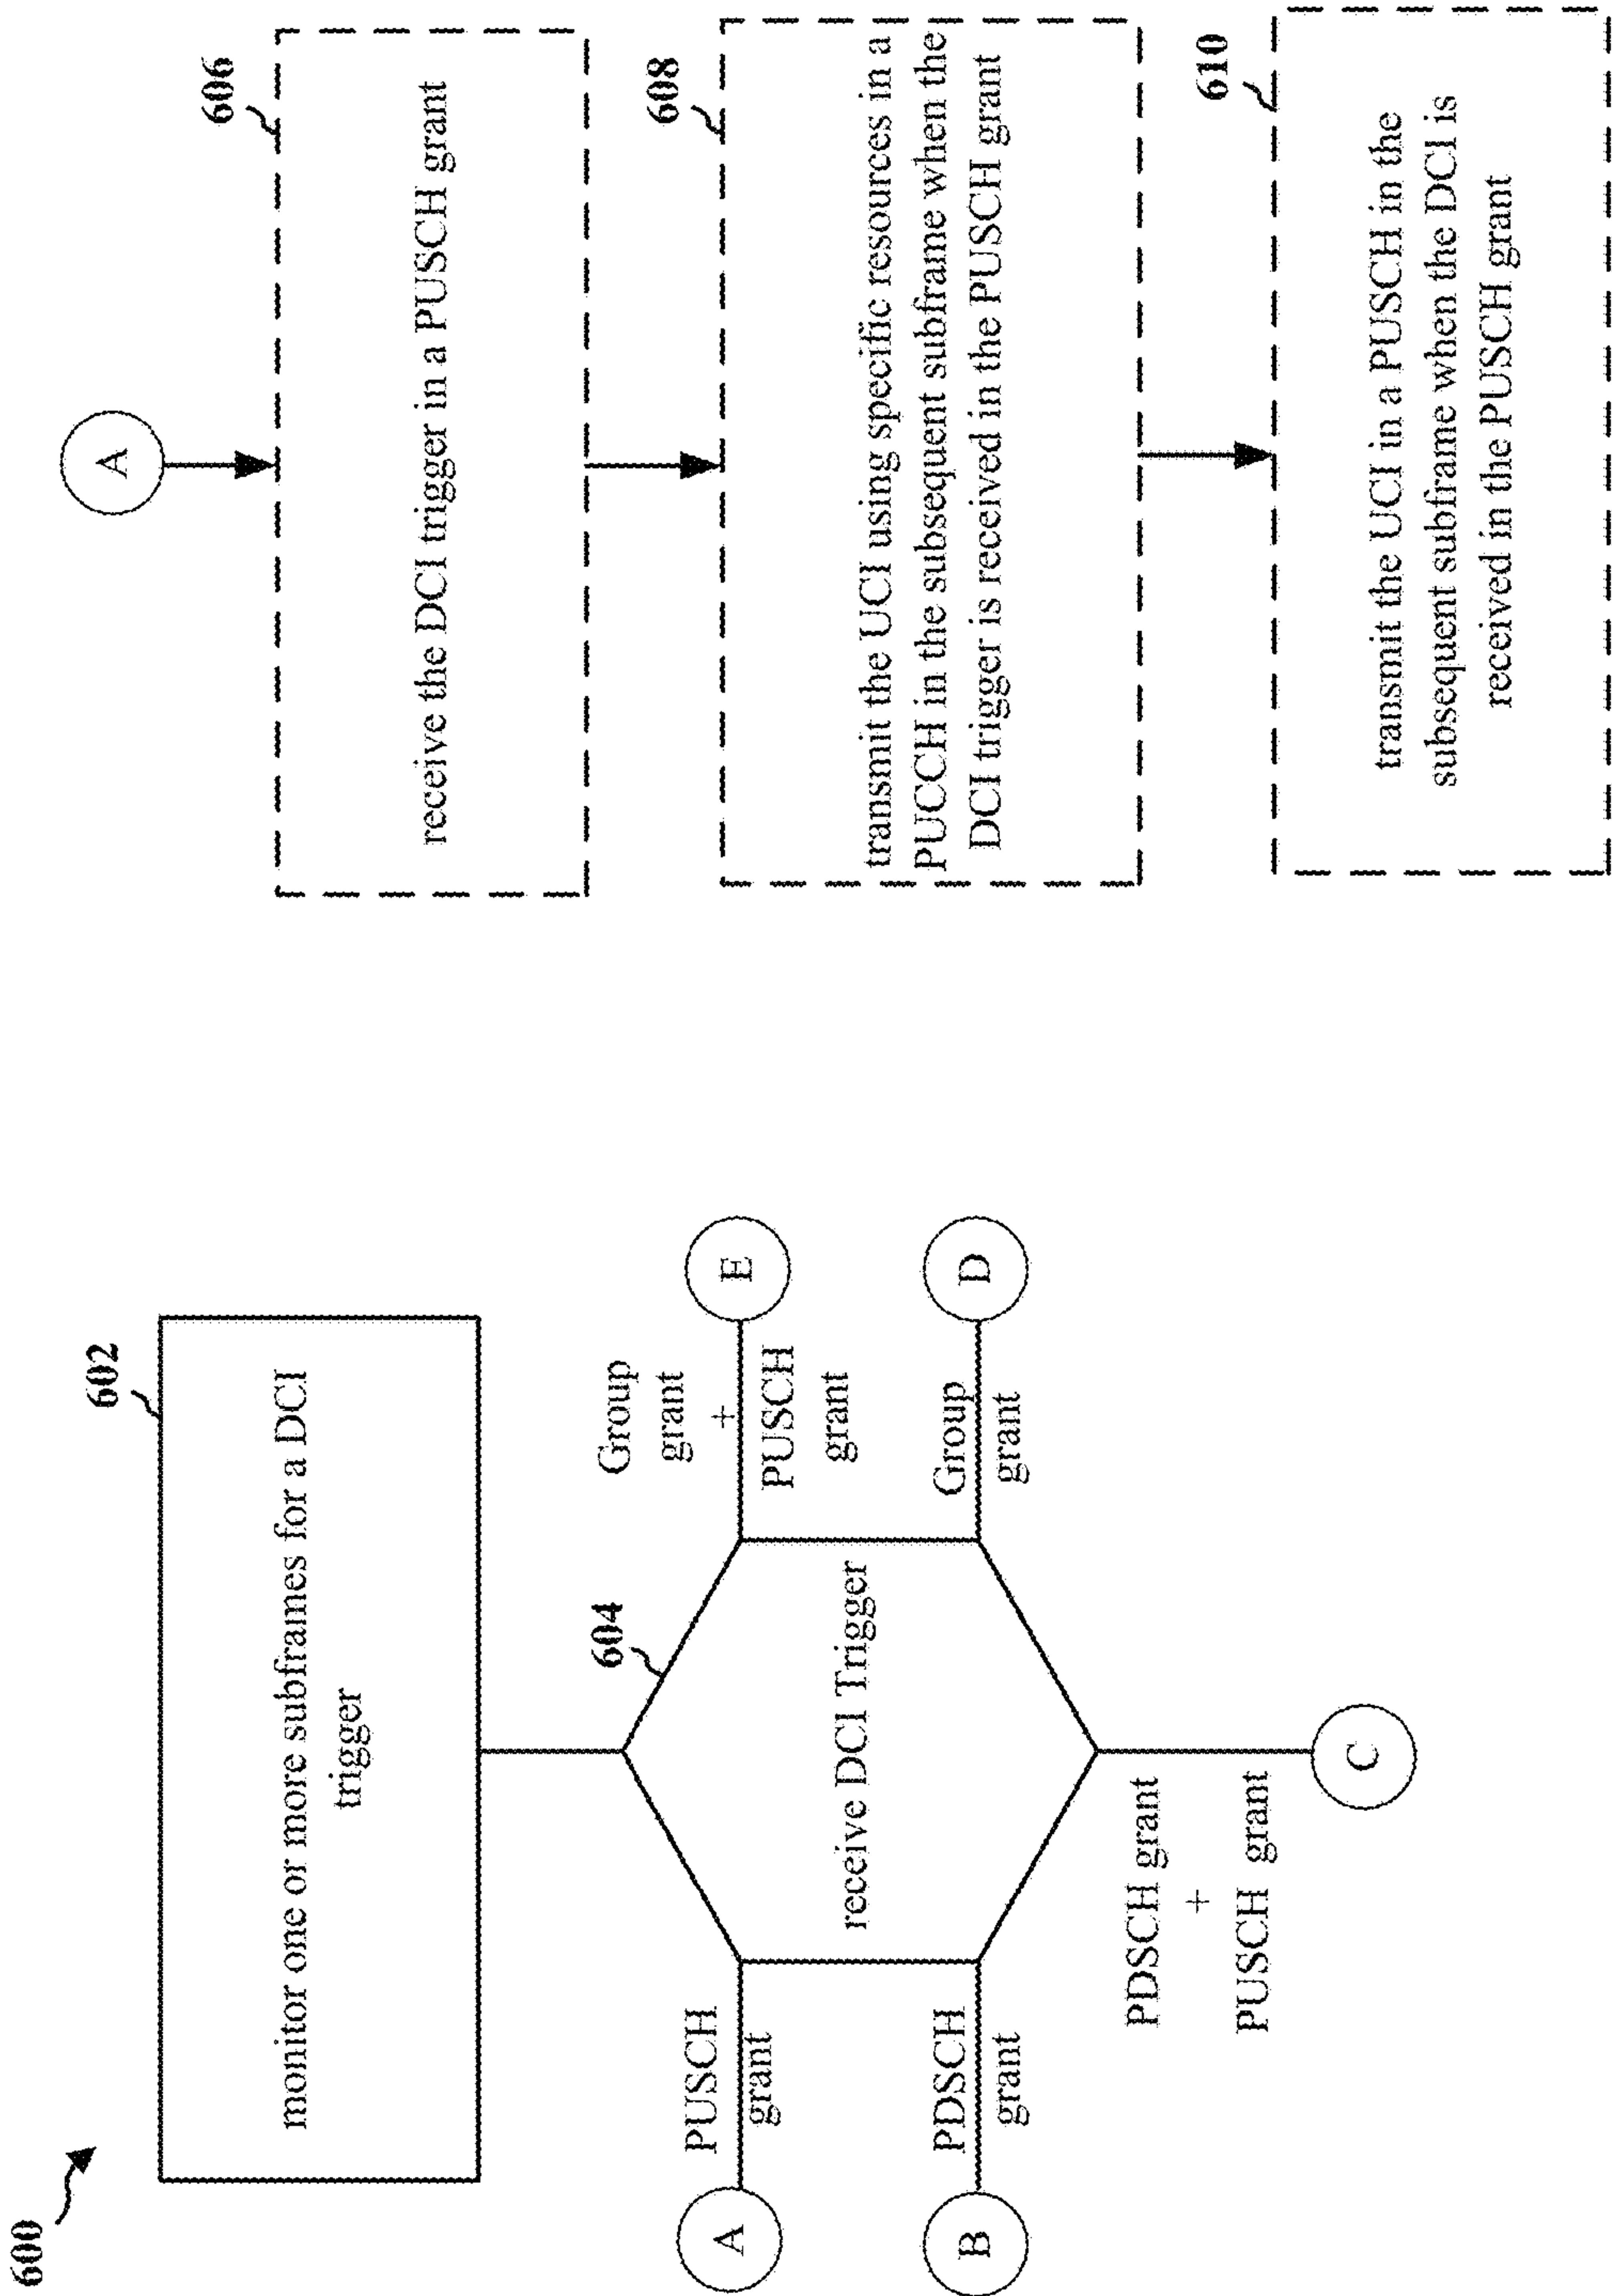 600
602
monitor one or more subframes for a DCI
trigger
604
receive DCI Trigger
PUSCH
grant
A
PDSCH
grant
B
PDSCH grant
+
PUSCH grant
C
Group
grant
D
Group
grant
+
PUSCH
grant
E
A
606
receive the DCI trigger in a PUSCH grant
608
transmit the UCI using specific resources in a
PUCCH in the subsequent subframe when the
DCI trigger is received in the PUSCH grant
610
transmit the UCI in a PUSCH in the
subsequent subframe when the DCI is
received in the PUSCH grant